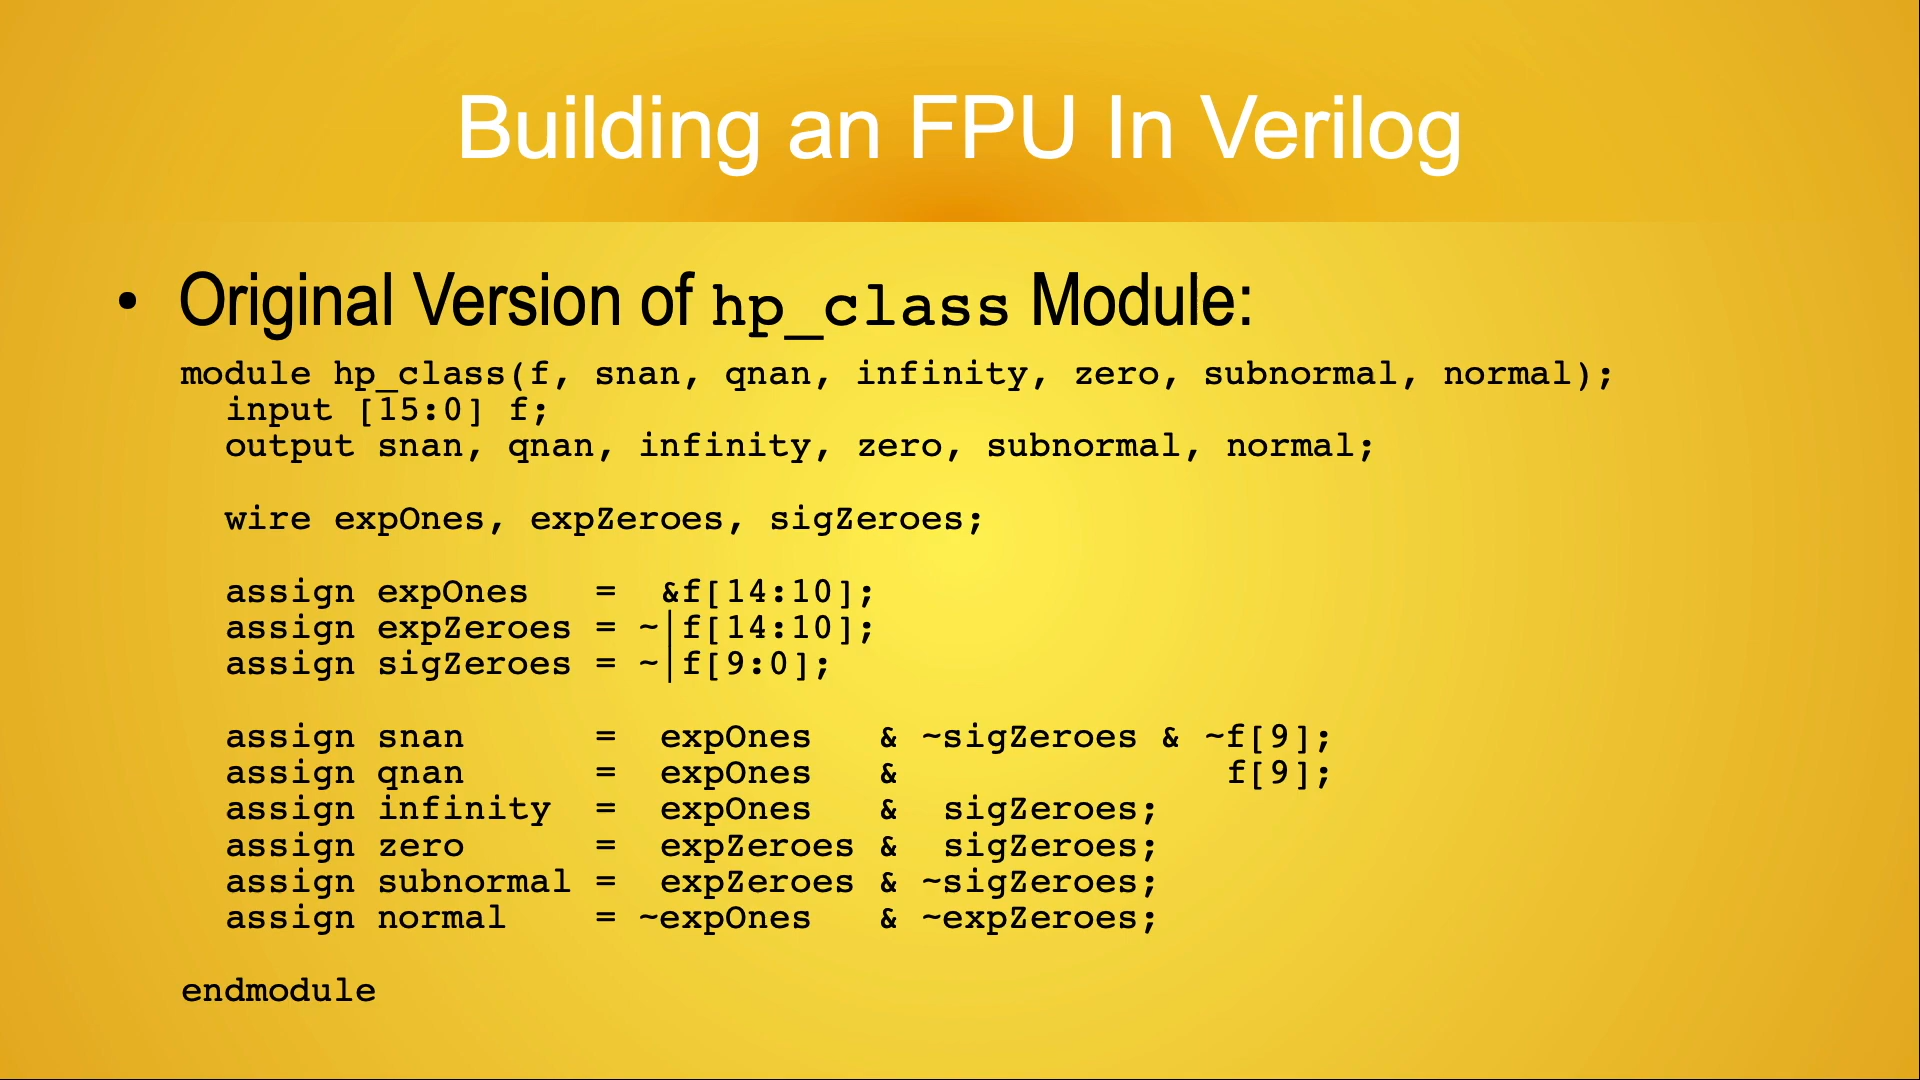 Building an FPU In Verilog
• Original Version of hp_class Module:
module hp_class(f, snan, qnan, infinity, zero, subnormal, normal);
input [15:0] f;
output snan, qnan, infinity, zero, subnormal, normal;
wire expOnes, expZeroes, sigZeroes;
assign expOnes   =  &f[14:10];
assign expZeroes = ~|f[14:10];
assign sigZeroes = ~|f[9:0];
assign snan      =  expOnes   & ~sigZeroes & ~f[9];
assign qnan      =  expOnes   &               f[9];
assign infinity  =  expOnes   &  sigZeroes;
assign zero      =  expZeroes &  sigZeroes;
assign subnormal =  expZeroes & ~sigZeroes;
assign normal    = ~expOnes   & ~expZeroes;
endmodule